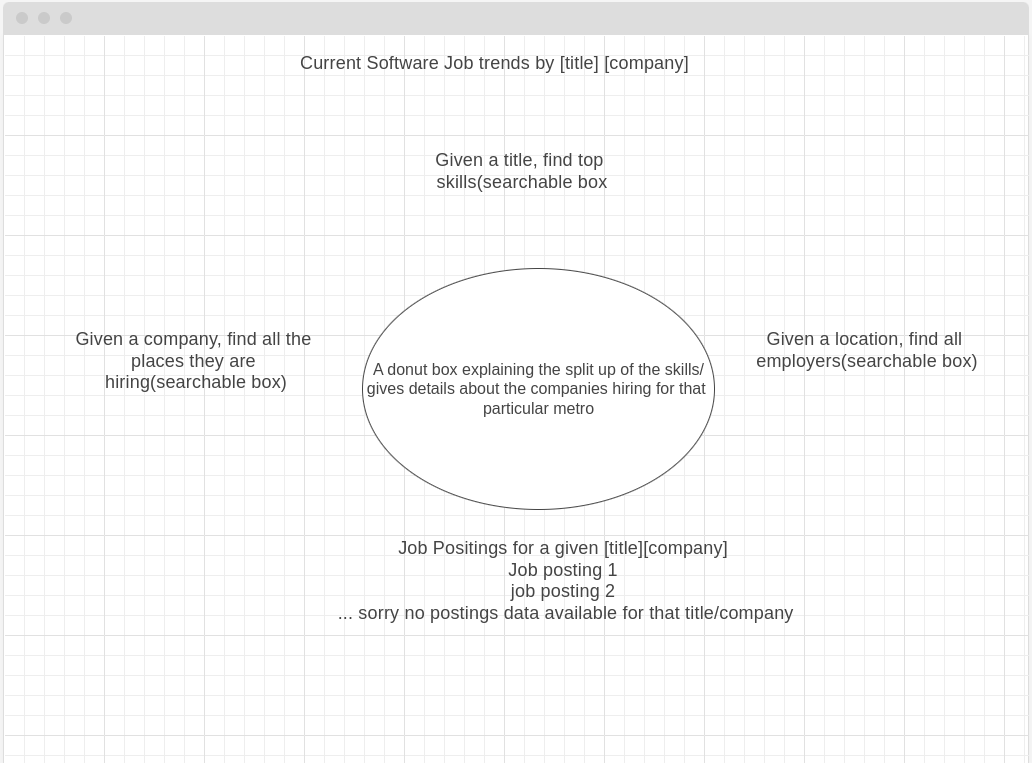 Current Software Job trends by [title] [company]
Given a title, find top
skills(searchable box
Given a company, find all the
places they are
hiring(searchable box)
A donut box explaining the split up of the skills/
gives details about the companies hiring for that
particular metro
Given a location, find all
employers(searchable box)
Job Positings for a given [title][company]
Job posting 1
job posting 2
... sorry no postings data available for that title/company